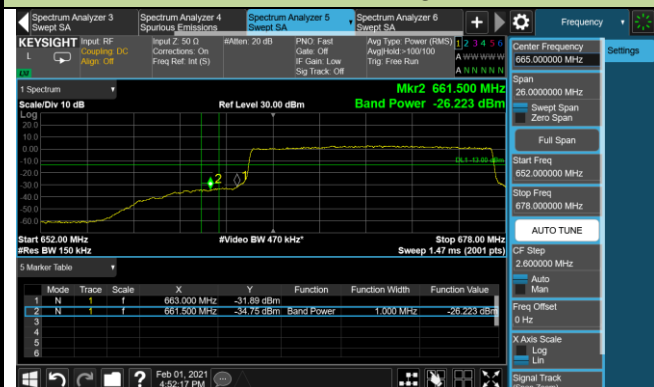 Spectrum Analyzer 3
Swept SA
Spectrum Analyzer 4
Spurious Emissions
Spectrum Analyzer 5
Swept SA
Spectrum Analyzer 6
Swept SA
+
Frequency
KEYSIGHT
L
Input: RF
Coupling: DC
Align: Off
Input Z: 50 Ω
Corrections: On
Freq Ref: Int (S)
#Atten: 20 dB
PNO: Fast
Gate: Off
IF Gain: Low
Sig Track: Off
Avg Type: Power (RMS)
Avg|Hold:>100/100
Trig: Free Run
1 2 3 4 5 6
A W W W W W
A N N N N N
1 Spectrum
Scale/Div 10 dB
Ref Level 30.00 dBm
Mkr2 661.500 MHz
Band Power -26.223 dBm
Log
20.0
10.0
0.00
-10.0
-20.0
-30.0
-40.0
-50.0
-60.0
DL1 -13.00 dBm
2
1
Start 652.00 MHz
#Video BW 470 kHz*
Stop 678.00 MHz
#Res BW 150 kHz
Sweep 1.47 ms (2001 pts)
5 Marker Table
Mode Trace Scale X Y Function Function Width Function Value
1 N 1 f 663.000 MHz -31.89 dBm
2 N 1 f 661.500 MHz -34.75 dBm Band Power 1.000 MHz -26.223 dBm
3
4
5
6
Feb 01, 2021
4:52:17 PM
Center Frequency
665.000000 MHz
Settings
Span
26.0000000 MHz
Swept Span
Zero Span
Full Span
Start Freq
652.000000 MHz
Stop Freq
678.000000 MHz
AUTO TUNE
CF Step
2.600000 MHz
Auto
Man
Freq Offset
0 Hz
X Axis Scale
Log
Lin
Signal Track
(Span Zoom)